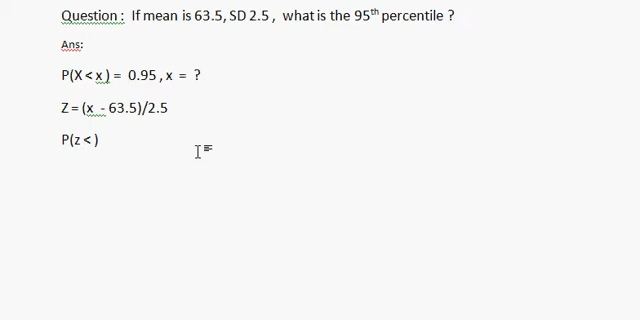 Question : If mean is 63.5, SD 2.5 , what is the 95th percentile ?
Ans:
P(X < x ) = 0.95 , x = ?
Z = (x - 63.5)/2.5
P(z < )